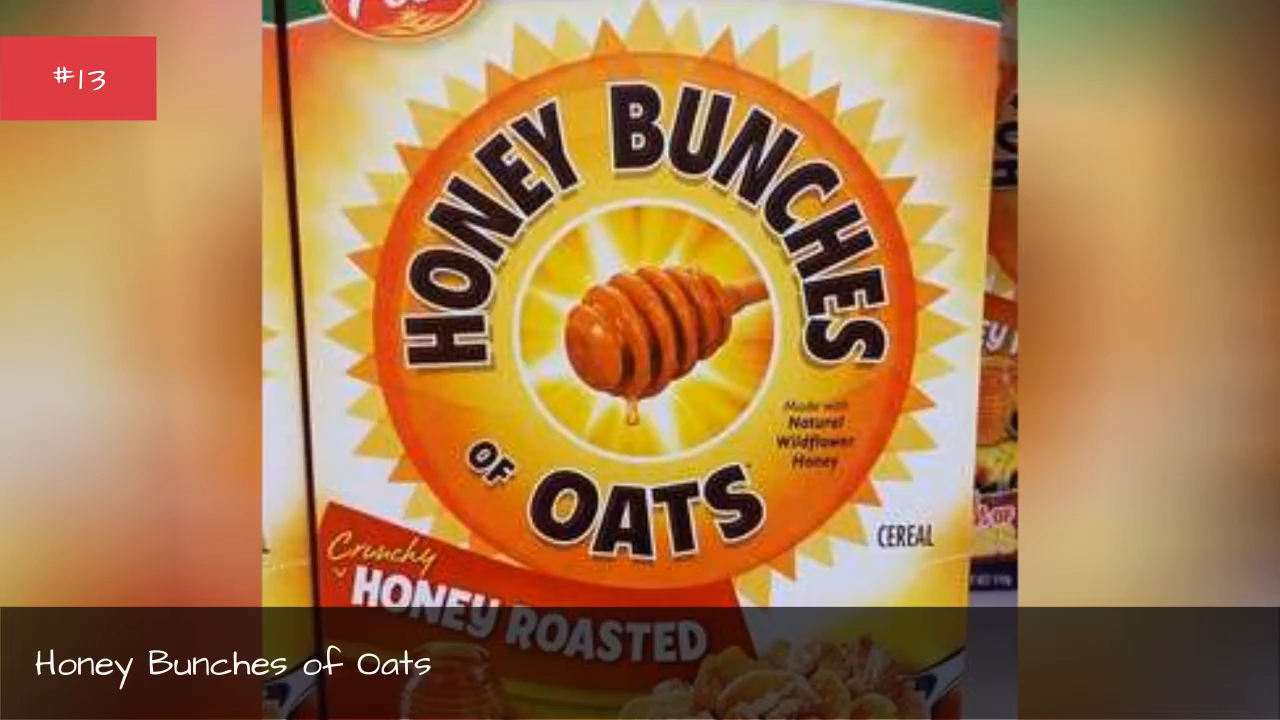 #13
HONEY BUNCHES
OF OATS
Made with
Natural
Wildflower
Honey
CEREAL
Crunchy
HONEY ROASTED
Honey Bunches of Oats